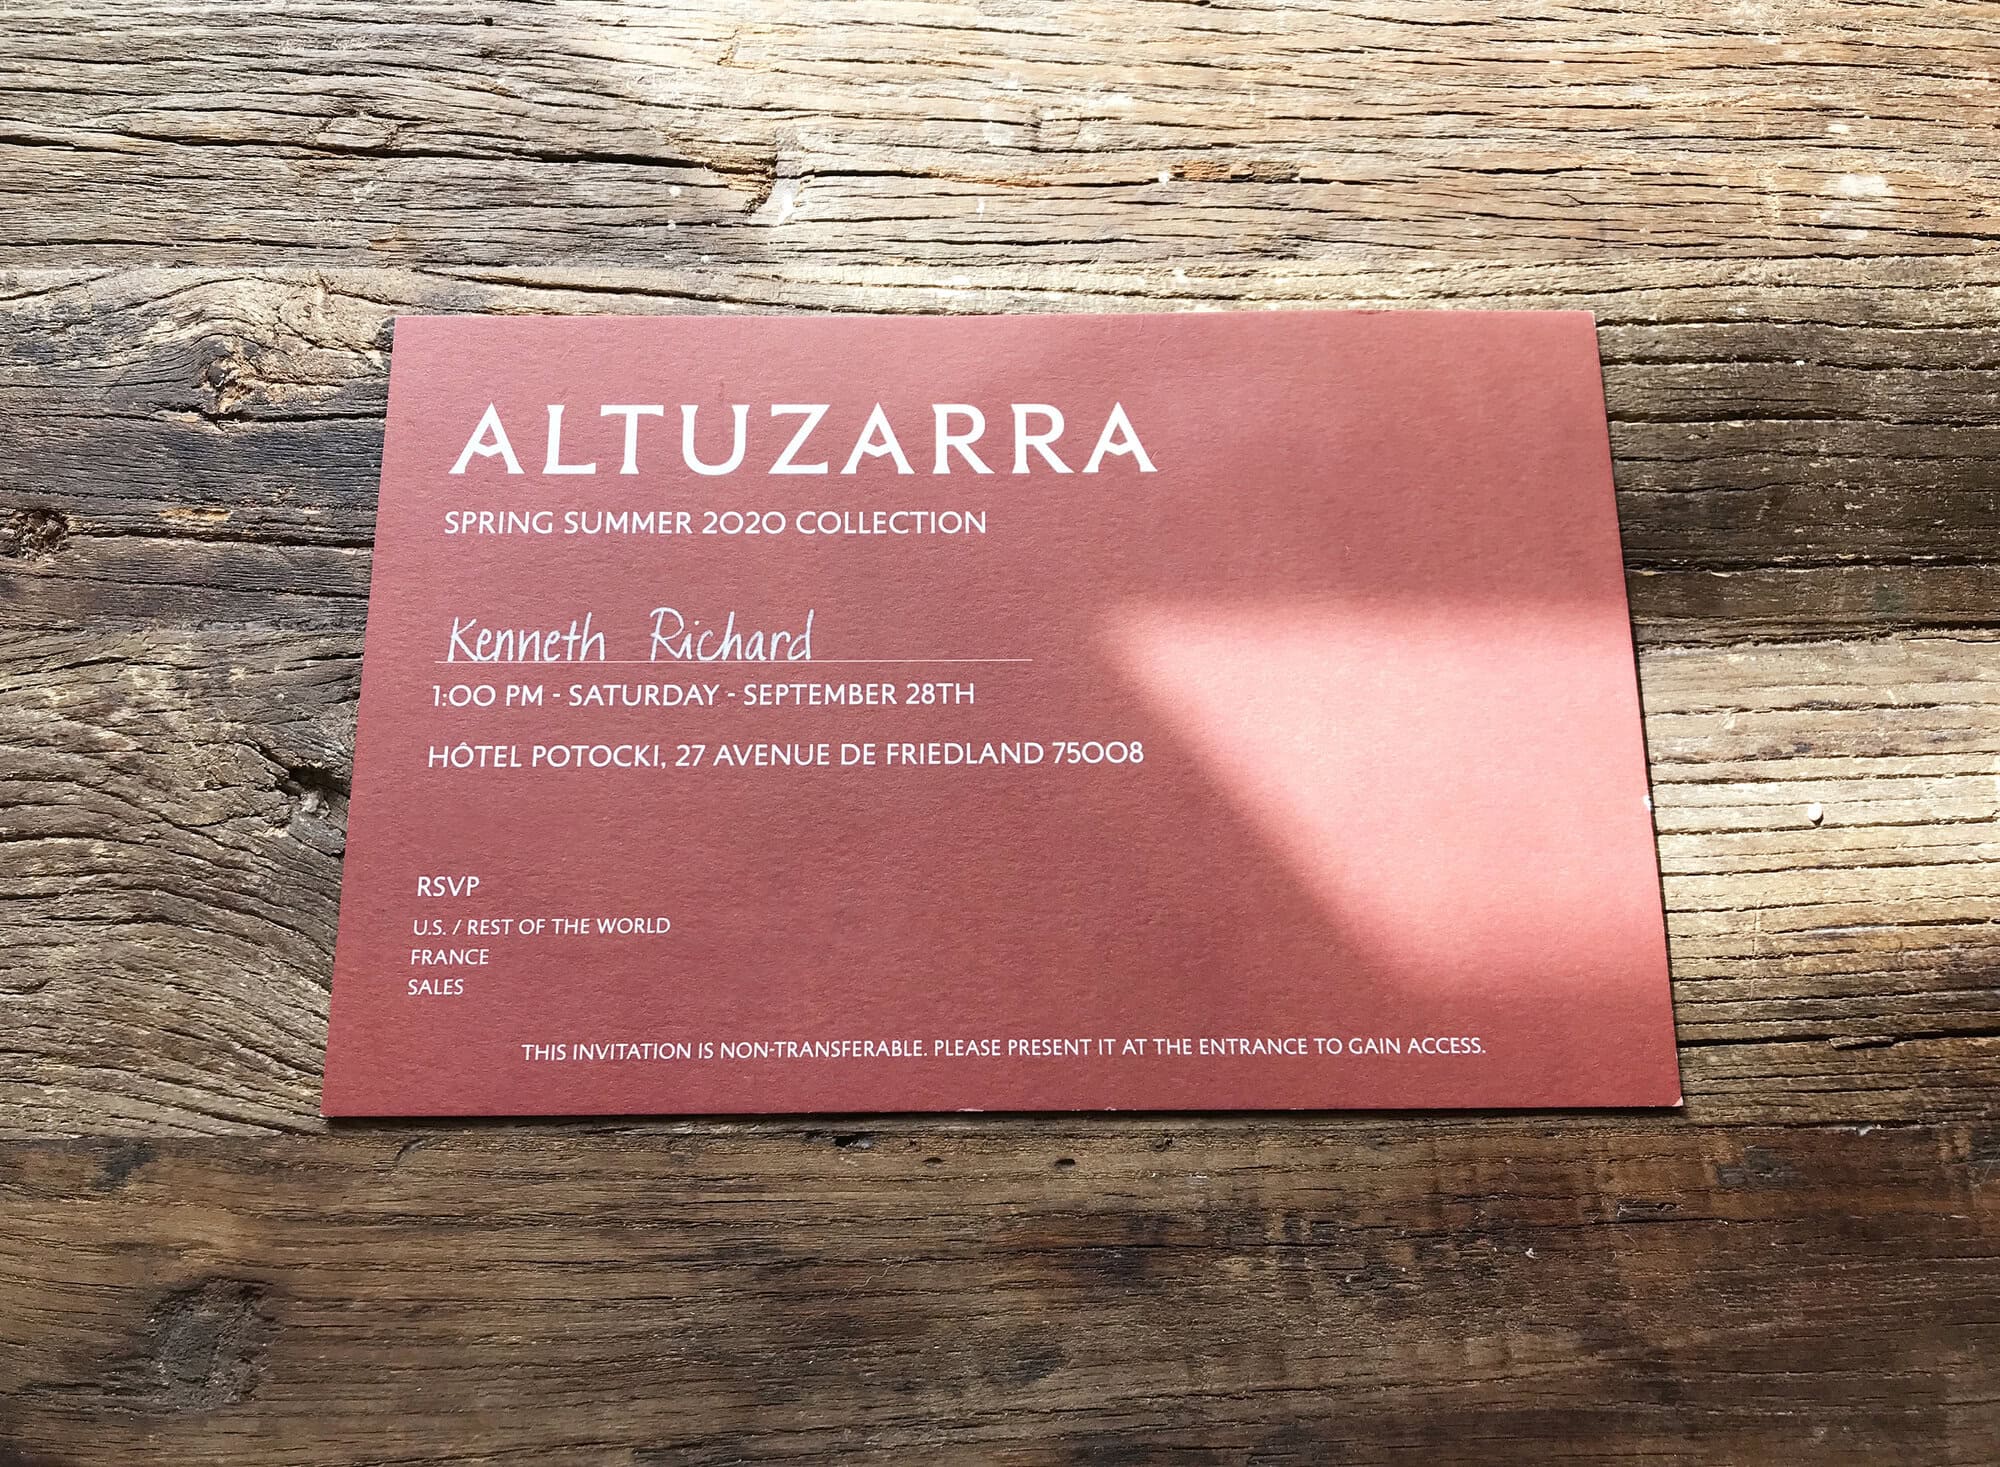 ALTUZARRA
SPRING SUMMER 2020 COLLECTION
Kenneth Richard
1:00 PM - SATURDAY - SEPTEMBER 28TH
HÔTEL POTOCKI, 27 AVENUE DE FRIEDLAND 75008
RSVP
U.S. / REST OF THE WORLD
FRANCE
SALES
THIS INVITATION IS NON-TRANSFERABLE. PLEASE PRESENT IT AT THE ENTRANCE TO GAIN ACCESS.